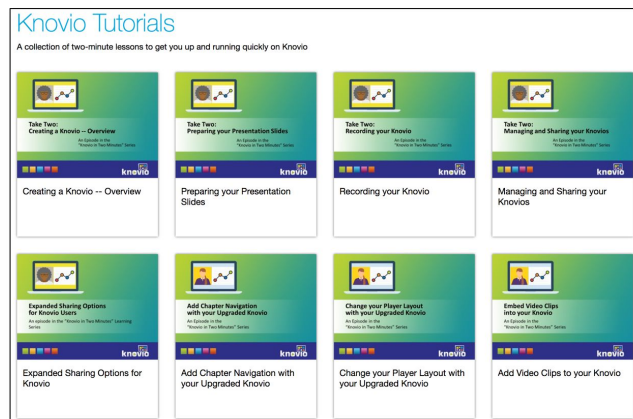 Knovio Tutorials
A collection of two-minute lessons to get you up and running quickly on Knovio
Take Two:
Creating a Knovio -- Overview
An Episode in the
"Knovio in Two Minutes" Series
knovio
Creating a Knovio -- Overview
Take Two:
Preparing your Presentation Slides
An Episode in the
"Knovio in Two Minutes" Series
knovio
Preparing your Presentation
Slides
Take Two:
Recording your Knovio
An Episode in the
"Knovio in Two Minutes" Series
knovio
Recording your Knovio
Take Two:
Managing and Sharing your Knovios
An Episode in the
"Knovio in Two Minutes" Series
knovio
Managing and Sharing your
Knovios
Expanded Sharing Options
for Knovio Users
An episode in the "Knovio in Two Minutes" Learning
Series
knovio
Expanded Sharing Options for
Knovio
Add Chapter Navigation
with your Upgraded Knovio
An Episode in the
"Knovio in Two Minutes" Series
knovio
Add Chapter Navigation with
your Upgraded Knovio
Change your Player Layout
with your Upgraded Knovio
An Episode in the
"Knovio in Two Minutes" Series
knovio
Change your Player Layout with
your Upgraded Knovio
Embed Video Clips
into your Knovio
An Episode in the
"Knovio in Two Minutes" Series
knovio
Add Video Clips to your Knovio